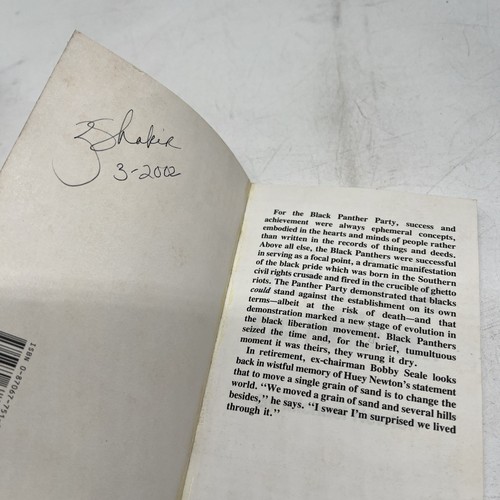 Shakir
3-2002
For the Black Panther Party, success and
achievement were always ephemeral concepts,
embodied in the hearts and minds of people rather
than written in the records of things and deeds.
Above all else, the Black Panthers were successful
in serving as a focal point, a dramatic manifestation
of the black pride which was born in the Southern
civil rights crusade and fired in the crucible of ghetto
riots. The Panther Party demonstrated that blacks
could stand against the establishment on its own
terms—albeit at the risk of death—and that
demonstration marked a new stage of evolution in
the black liberation movement. Black Panthers
seized the time and, for the brief, tumultuous
moment it was theirs, they wrung it dry.
In retirement, ex-chairman Bobby Seale looks
back in wistful memory of Huey Newton's statement
that to move a single grain of sand is to change the
world. "We moved a grain of sand and several hills
besides," he says. "I swear I'm surprised we lived
through it."
ISBN 0-87067-